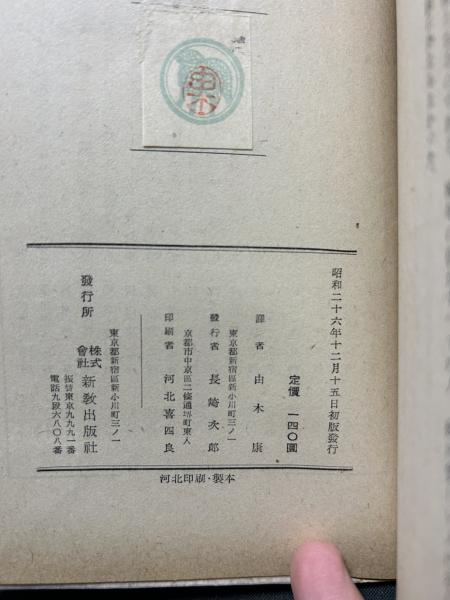 昭和二十六年十二月十五日初版發行
定價 一四〇圓
譯者 由木康
東京都新宿區新小川町三ノ一
發行者 長崎次郎
京都市中京區二條通堺町東入
印刷者 河北喜四良
東京都新宿區新小川町三ノ一
發行所 株式會社 新教出版社
振替東京九九九一番
電話九段六八〇八番
河北印刷・製本